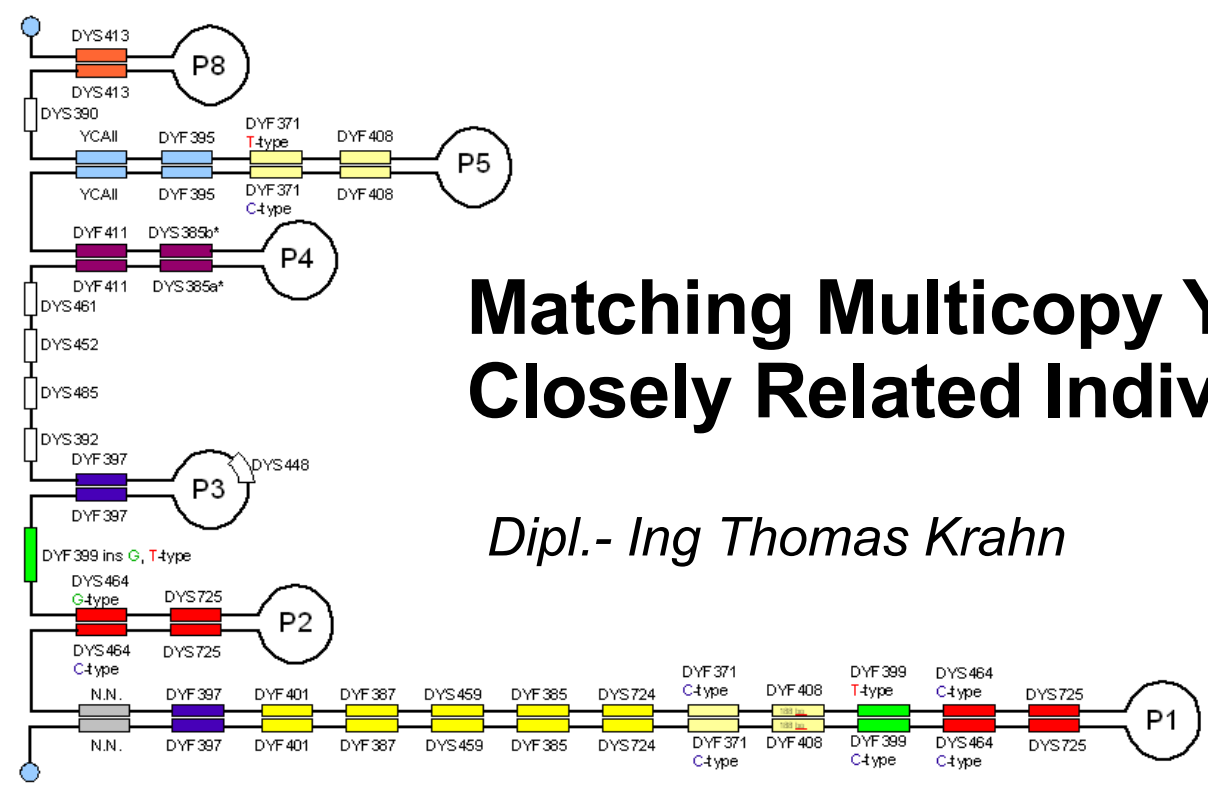 DYS413
P8
DYS413
DYS390
YCAII DYF395 DYF371 DYF408
T-type
P5
YCAII DYF395 DYF371 DYF408
C-type
DYF411 DYS385b*
P4
DYF411 DYS385a*
DYS461
DYS452
DYS485
DYS392
DYF397
P3
DYS448
DYF397
DYF399 ins G, T-type
DYS464 DYS725
G-type
P2
DYS464 DYS725
C-type
N.N. DYF397 DYF401 DYF387 DYS459 DYF385 DYS724 DYF371 DYF408 DYF399 DYS464 DYS725
C-type T-type C-type
188 bp
188 bp
P1
N.N. DYF397 DYF401 DYF387 DYS459 DYF385 DYS724 DYF371 DYF408 DYF399 DYS464 DYS725
C-type C-type C-type
Matching Multicopy Y
Closely Related Indiv
Dipl.- Ing Thomas Krahn